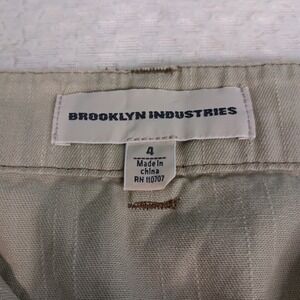 BROOKLYN INDUSTRIES
4
Made in
China
RN 110707